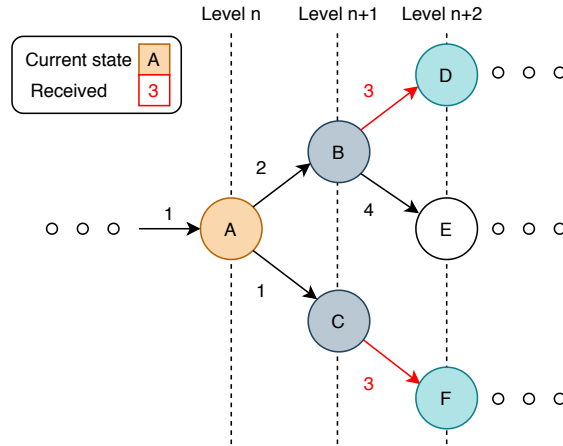 Level n Level n+1 Level n+2
Current state A
Received 3
D
3
B
2
4
1
A
E
1
C
3
F